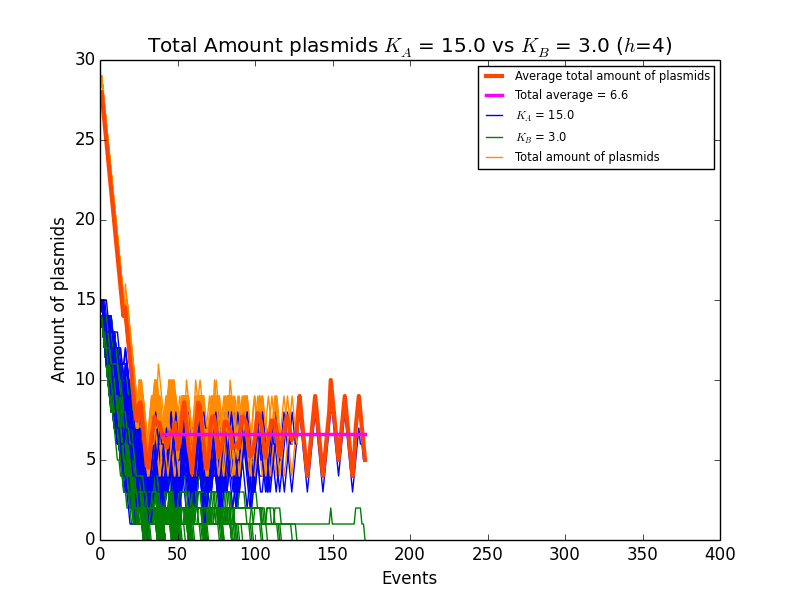 Total Amount plasmids K_A = 15.0 vs K_B = 3.0 (h=4)
30
25
20
15
10
5
0
Amount of plasmids
Average total amount of plasmids
Total average = 6.6
K_A = 15.0
K_B = 3.0
Total amount of plasmids
0 50 100 150 200 250 300 350 400
Events